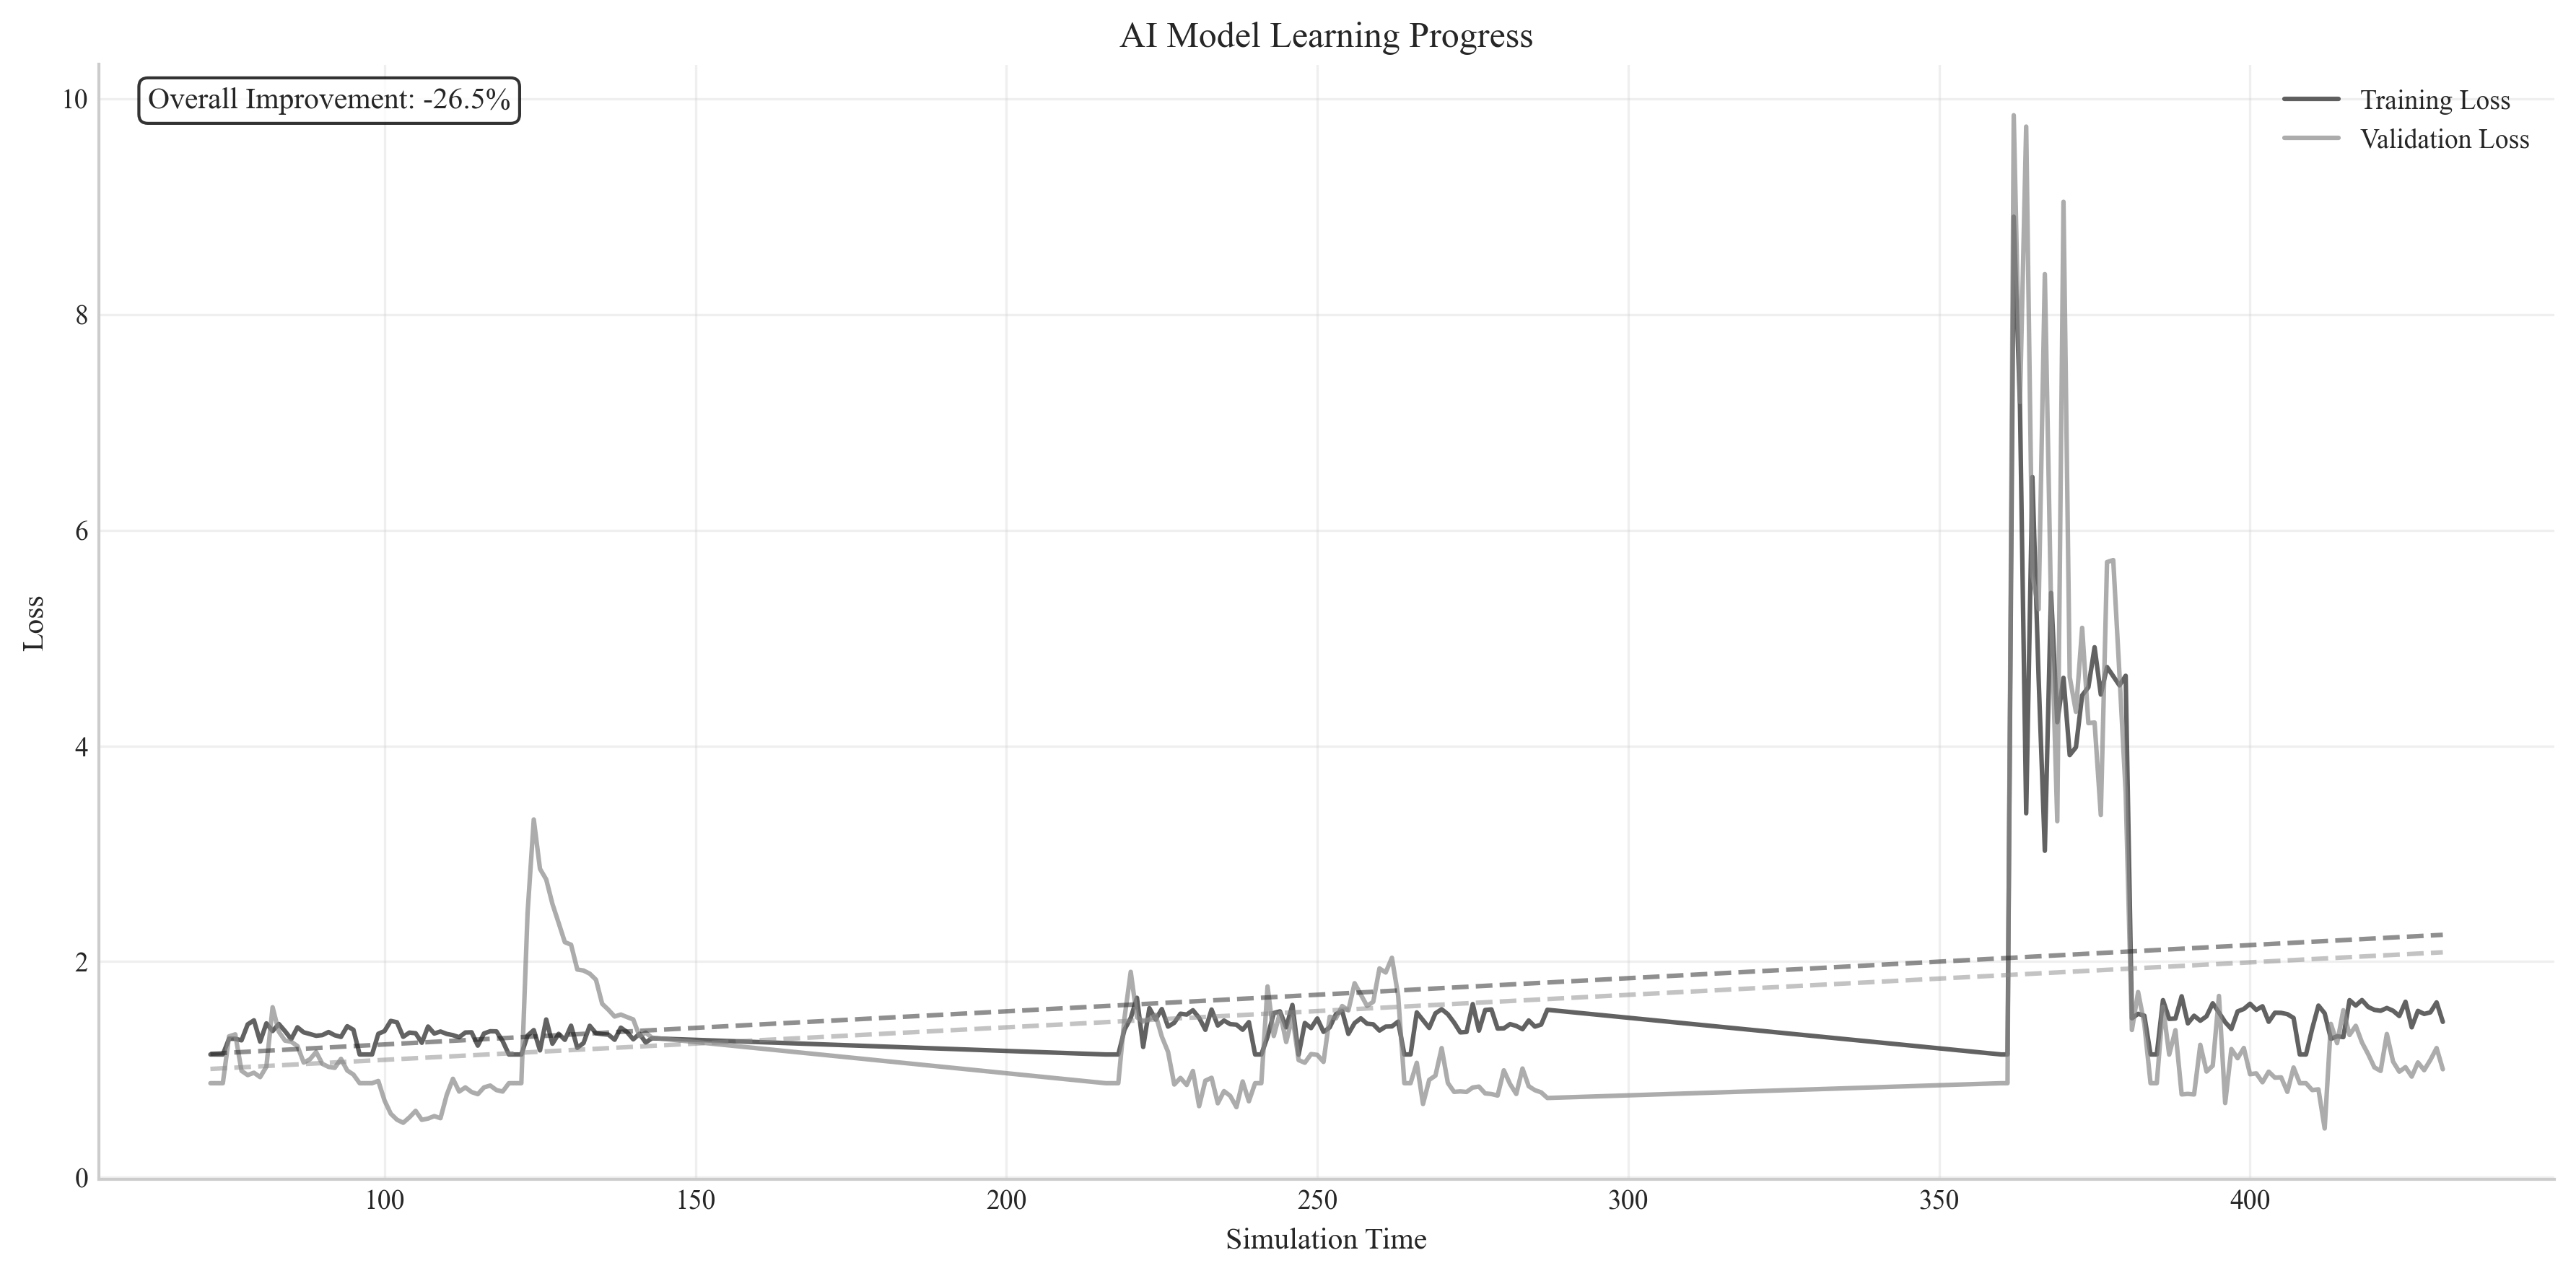 AI Model Learning Progress
Overall Improvement: -26.5%
Training Loss
Validation Loss
10
8
6
4
2
0
Loss
100
150
200
250
300
350
400
Simulation Time